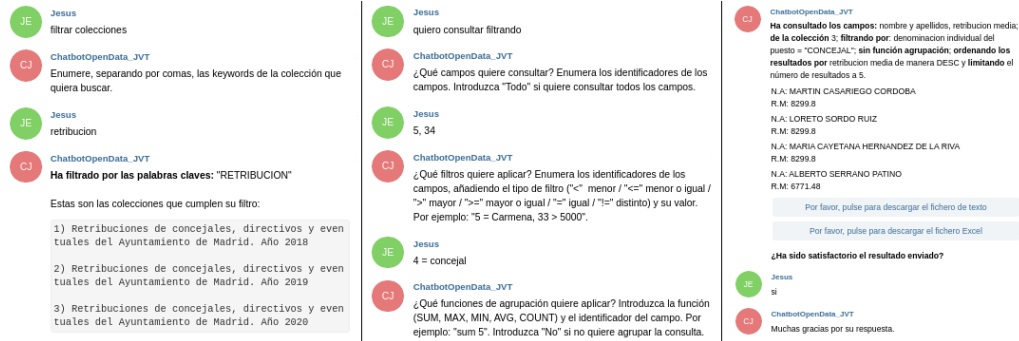 JE
Jesus
filtrar colecciones
CJ
ChatbotOpenData_JVT
Enumere, separando por comas, las keywords de la colección que
quiera buscar.
JE
Jesus
retribucion
CJ
ChatbotOpenData_JVT
Ha filtrado por las palabras claves: "RETRIBUCION"
Estas son las colecciones que cumplen su filtro:
1) Retribuciones de concejales, directivos y even
tuales del Ayuntamiento de Madrid. Año 2018
2) Retribuciones de concejales, directivos y even
tuales del Ayuntamiento de Madrid. Año 2019
3) Retribuciones de concejales, directivos y even
tuales del Ayuntamiento de Madrid. Año 2020
JE
Jesus
quiero consultar filtrando
CJ
ChatbotOpenData_JVT
¿Qué campos quiere consultar? Enumera los identificadores de los
campos. Introduzca "Todo" si quiere consultar todos los campos.
JE
Jesus
5, 34
CJ
ChatbotOpenData_JVT
¿Qué filtros quiere aplicar? Enumera los identificadores de los
campos, añadiendo el tipo de filtro ("<" menor / "<=" menor o igual /
">" mayor / ">=" mayor o igual / "=" igual / "!=" distinto) y su valor.
Por ejemplo: "5 = Carmena, 33 > 5000".
JE
Jesus
4 = concejal
CJ
ChatbotOpenData_JVT
¿Qué funciones de agrupación quiere aplicar? Introduzca la función
(SUM, MAX, MIN, AVG, COUNT) y el identificador del campo. Por
ejemplo: "sum 5". Introduzca "No" si no quiere agrupar la consulta.
CJ
ChatbotOpenData_JVT
Ha consultado los campos: nombre y apellidos, retribucion media;
de la colección 3; filtrando por: denominacion individual del
puesto = "CONCEJAL"; sin función agrupación; ordenando los
resultados por retribucion media de manera DESC y limitando el
número de resultados a 5.
N.A: MARTIN CASARIEGO CORDOBA
R.M: 8299.8
N.A: LORETO SORDO RUIZ
R.M: 8299.8
N.A: MARIA CAYETANA HERNANDEZ DE LA RIVA
R.M: 8299.8
N.A: ALBERTO SERRANO PATINO
R.M: 6771.48
Por favor, pulse para descargar el fichero de texto
Por favor, pulse para descargar el fichero Excel
¿Ha sido satisfactorio el resultado enviado?
JE
Jesus
si
CJ
ChatbotOpenData_JVT
Muchas gracias por su respuesta.